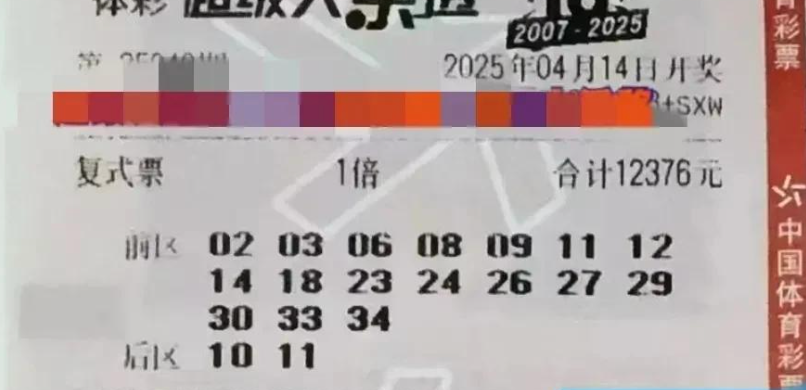 体彩 超级大乐透
2007-2025
2025年04月14日开奖
+SXW
复式票 1倍 合计12376元
前区 02 03 06 08 09 11 12
14 18 23 24 26 27 29
30 33 34
后区 10 11
育彩票
中国体育彩票